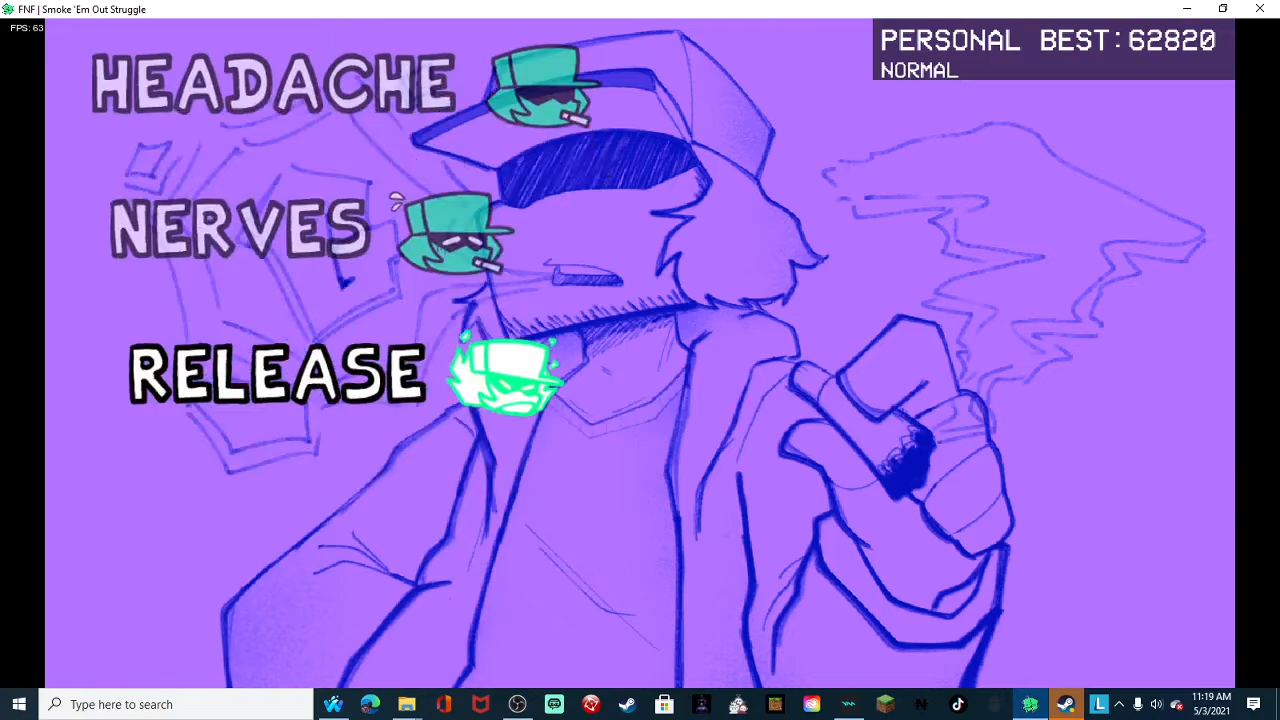 FNF | Smoke 'Em Out Struggle
FPS: 63
PERSONAL BEST:62820
NORMAL
HEADACHE
NERVES
RELEASE
Type here to search
11:19 AM
5/3/2021